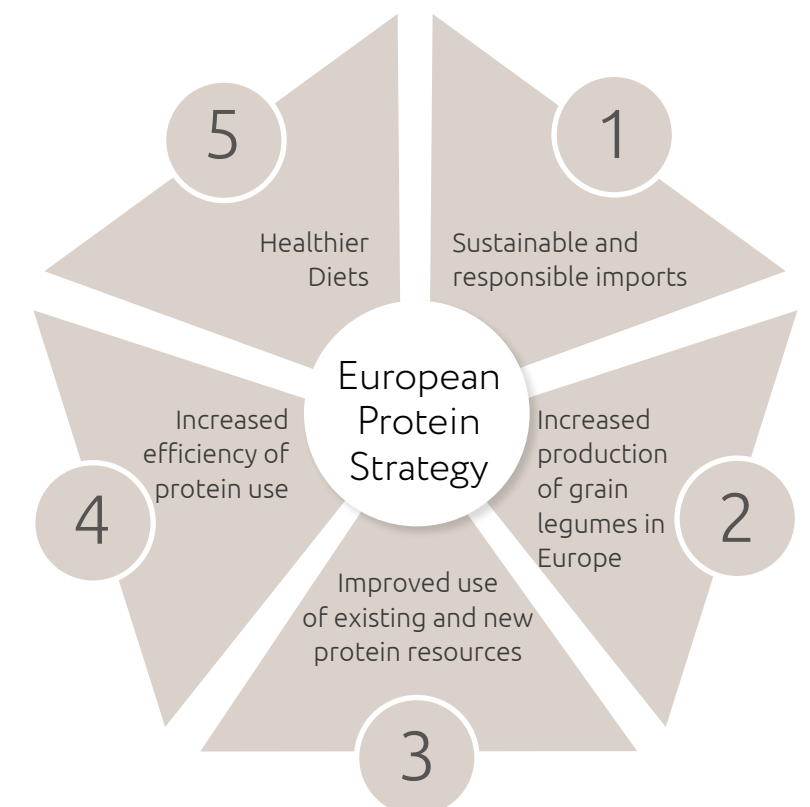 European
Protein
Strategy
1
Sustainable and
responsible imports
2
Increased
production
of grain
legumes in
Europe
3
Improved use
of existing and new
protein resources
4
Increased
efficiency of
protein use
5
Healthier
Diets